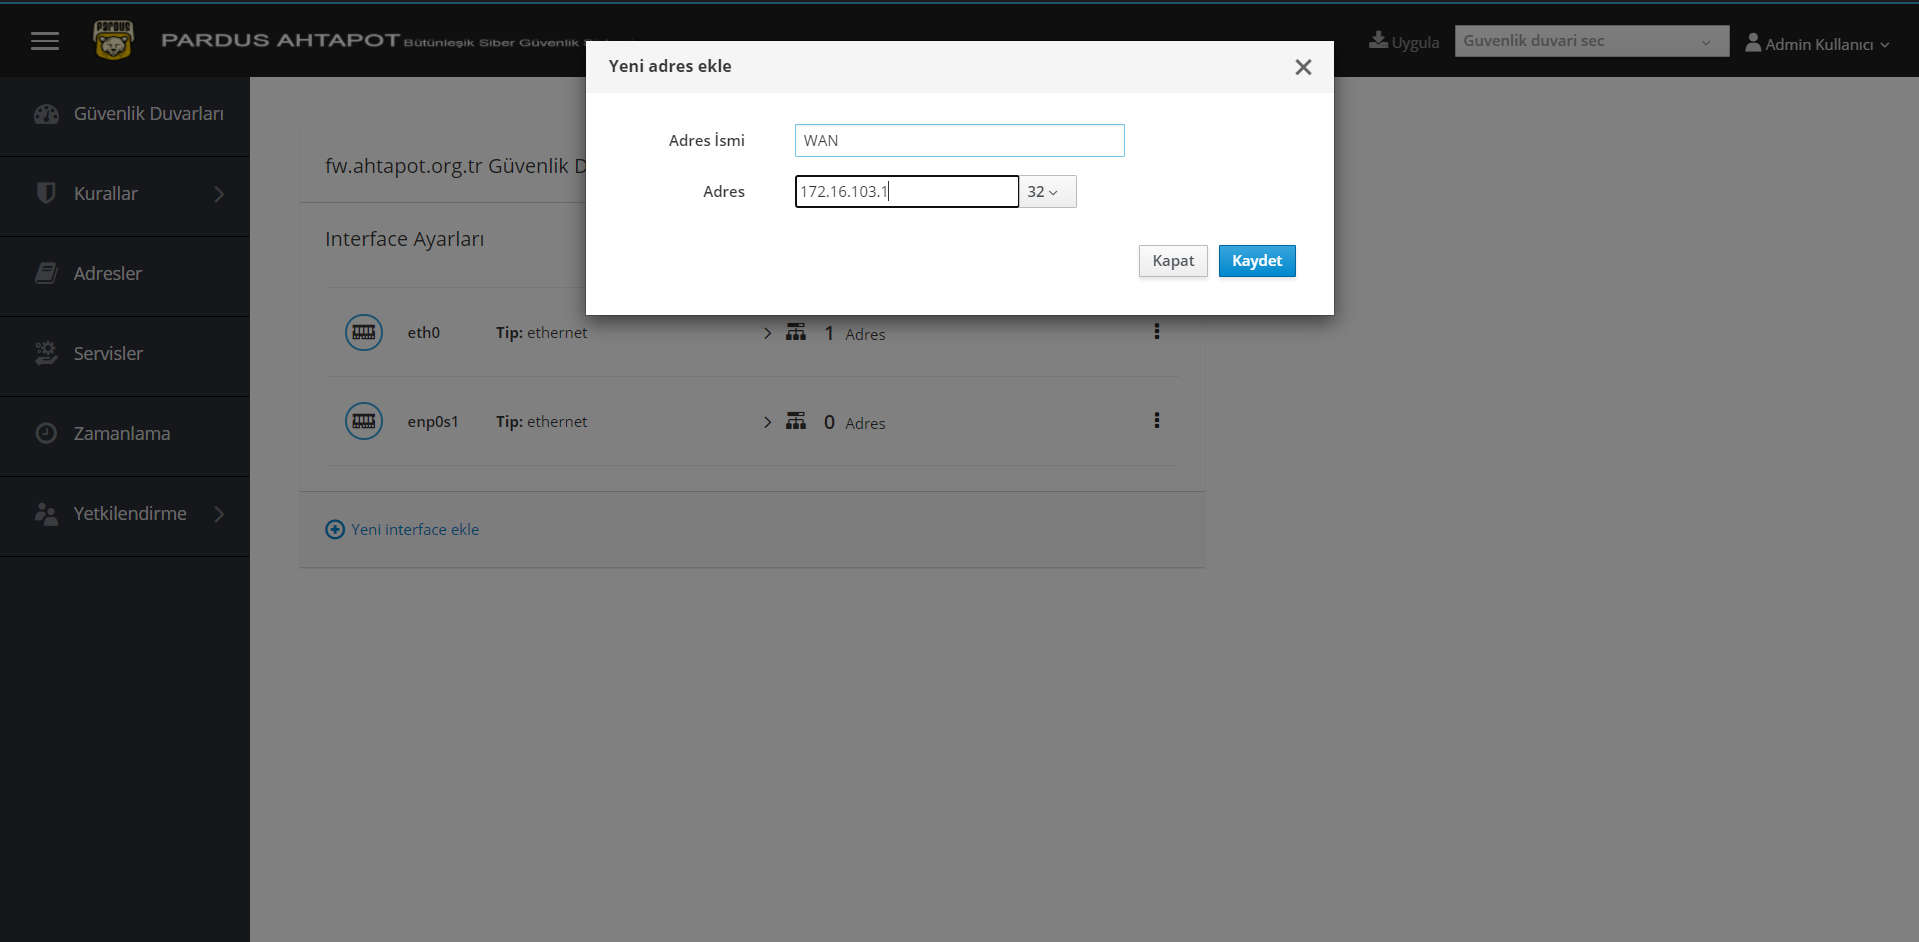 PARDUS
PARDUS AHTAPOT Bütünleşik Siber Güvenlik
Uygula
Guvenlik duvari sec
Admin Kullanıcı
Yeni adres ekle
Adres İsmi
WAN
Adres
172.16.103.1
32
Kapat
Kaydet
Güvenlik Duvarları
Kurallar
Adresler
Servisler
Zamanlama
Yetkilendirme
fw.ahtapot.org.tr Güvenlik D
Interface Ayarları
eth0 Tip: ethernet 1 Adres
enp0s1 Tip: ethernet 0 Adres
Yeni interface ekle